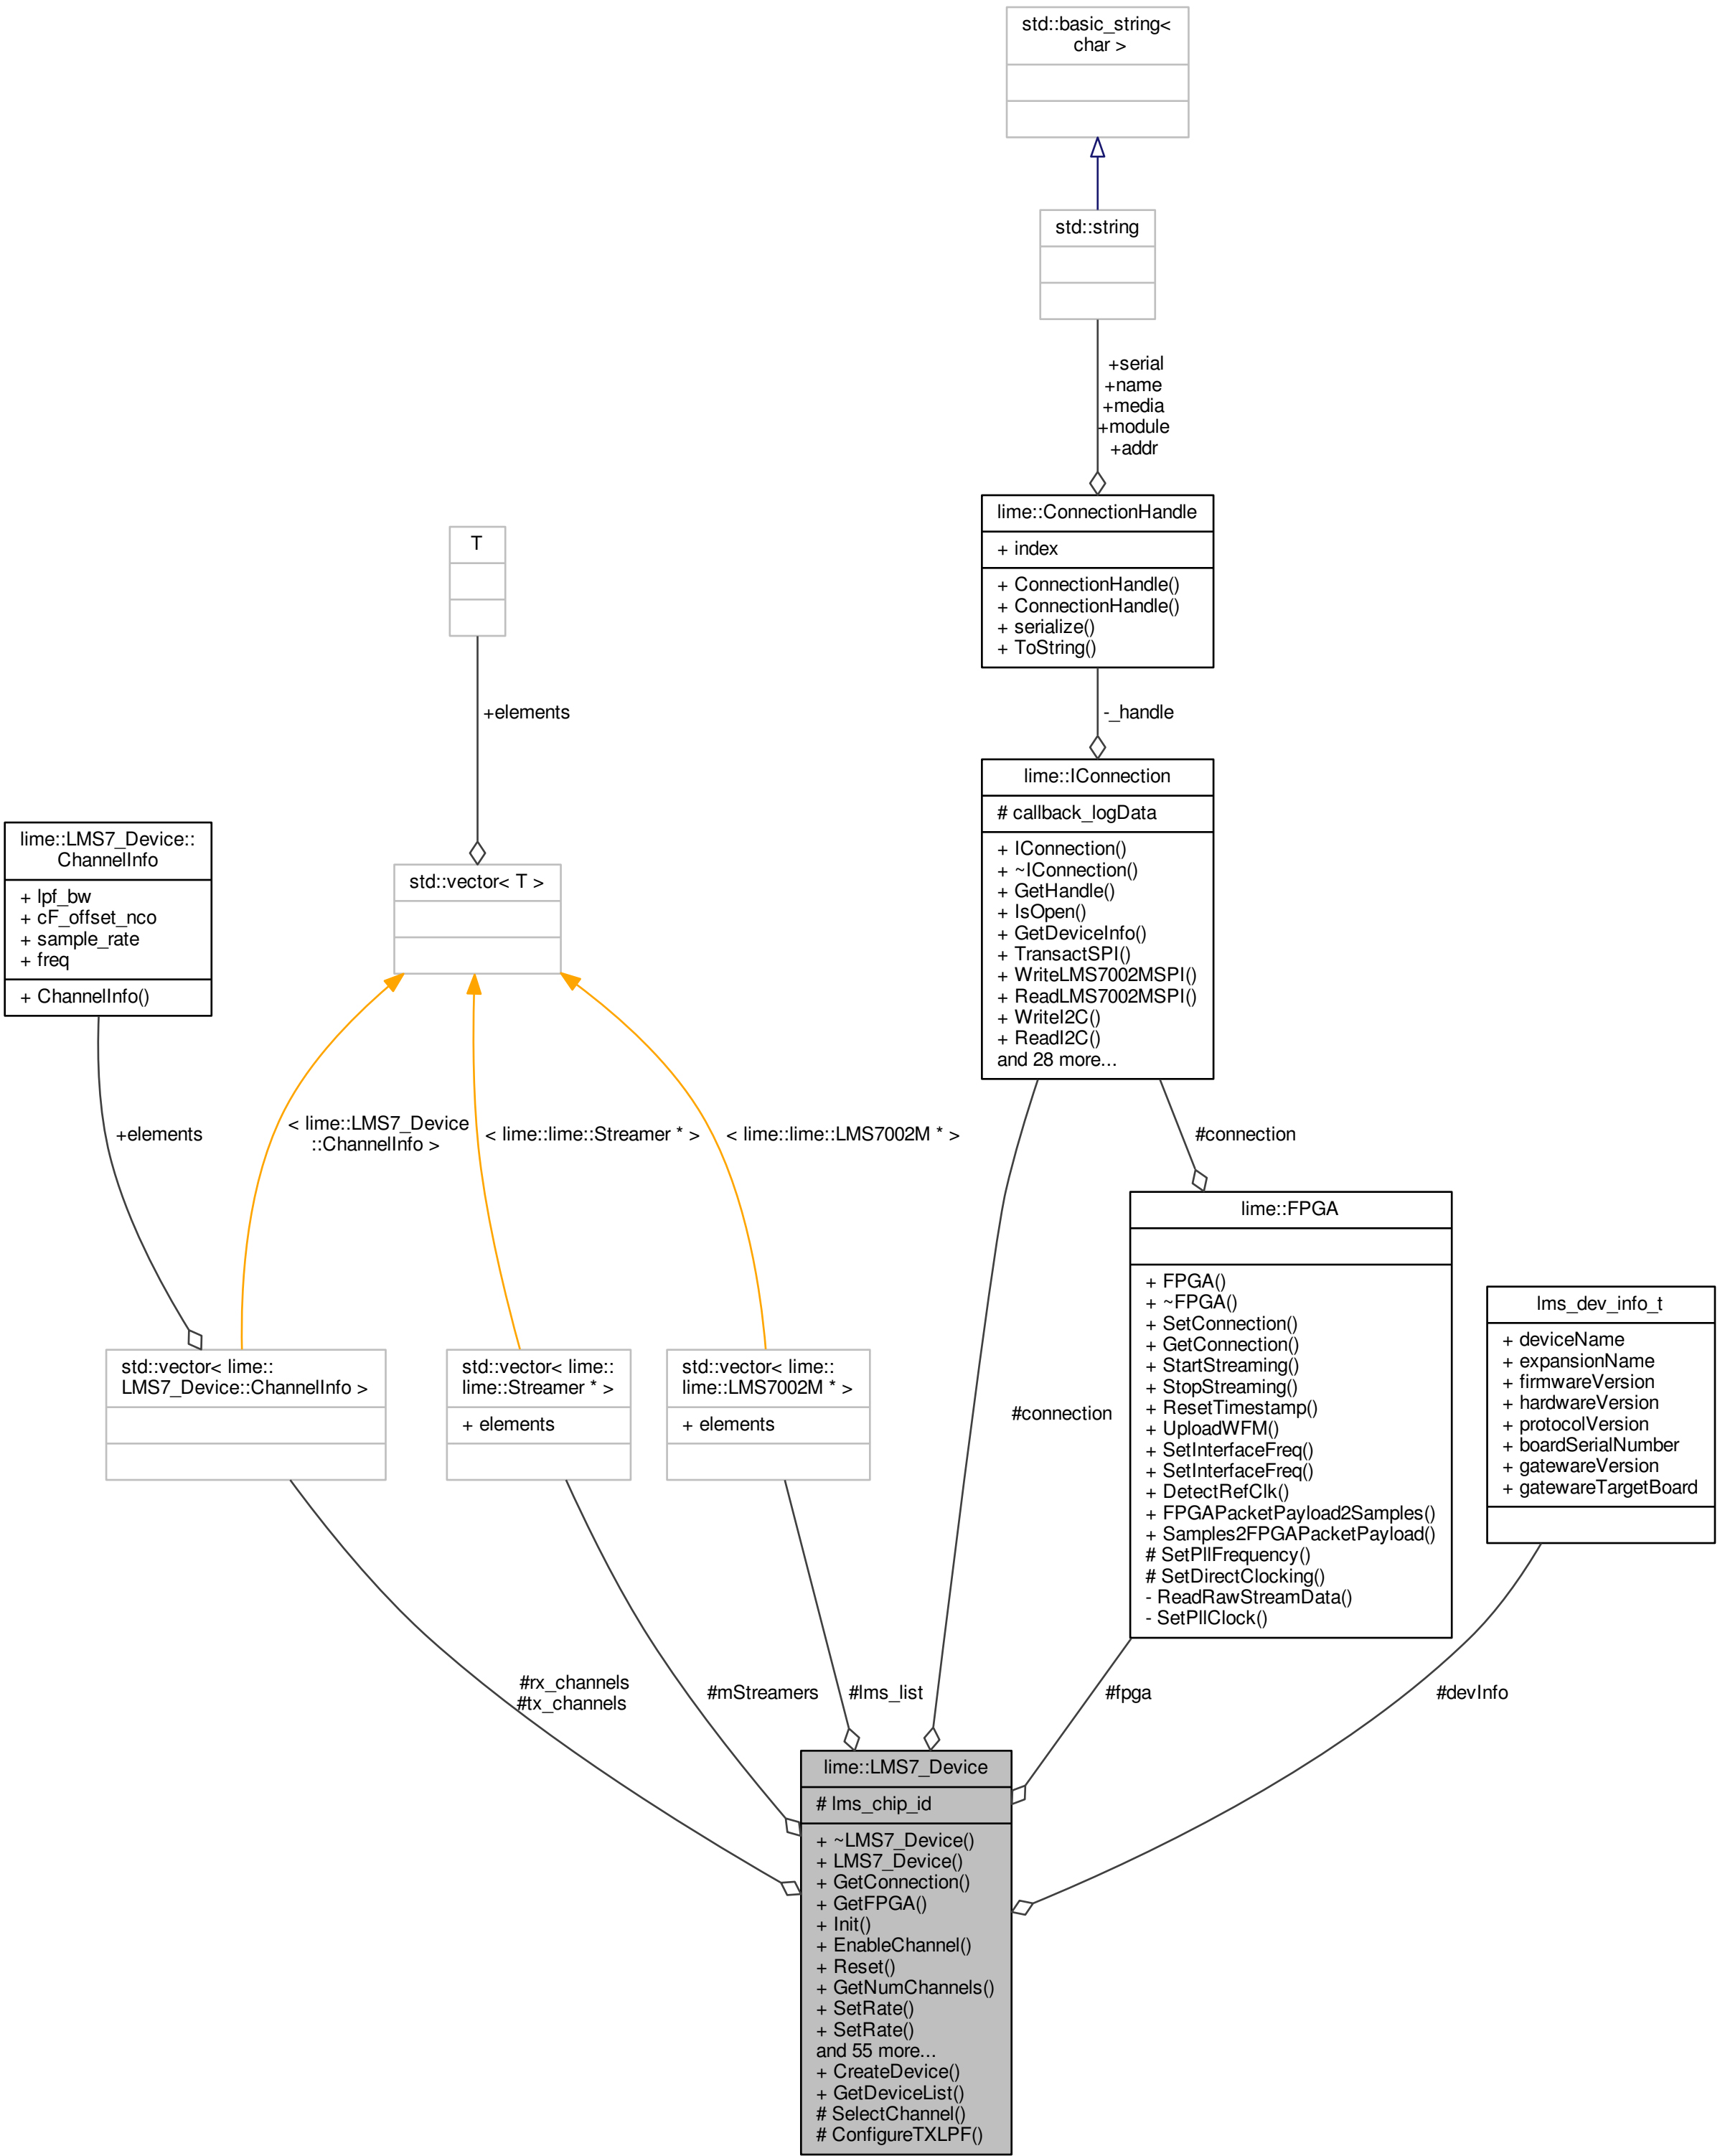 std::basic_string<
char >
std::string
+serial
+name
+media
+module
+addr
lime::ConnectionHandle
+ index
+ ConnectionHandle()
+ ConnectionHandle()
+ serialize()
+ ToString()
T
+elements
-_handle
lime::IConnection
# callback_logData
+ IConnection()
+ ~IConnection()
+ GetHandle()
+ IsOpen()
+ GetDeviceInfo()
+ TransactSPI()
+ WriteLMS7002MSPI()
+ ReadLMS7002MSPI()
+ WriteI2C()
+ ReadI2C()
and 28 more...
lime::LMS7_Device::
ChannelInfo
+ lpf_bw
+ cF_offset_nco
+ sample_rate
+ freq
+ ChannelInfo()
std::vector< T >
+elements
< lime::LMS7_Device
::ChannelInfo >
< lime::lime::Streamer * >
< lime::lime::LMS7002M * >
#connection
lime::FPGA
+ FPGA()
+ ~FPGA()
+ SetConnection()
+ GetConnection()
+ StartStreaming()
+ StopStreaming()
+ ResetTimestamp()
+ UploadWFM()
+ SetInterfaceFreq()
+ SetInterfaceFreq()
+ DetectRefClk()
+ FPGAPacketPayload2Samples()
+ Samples2FPGAPacketPayload()
# SetPllFrequency()
# SetDirectClocking()
- ReadRawStreamData()
- SetPllClock()
lms_dev_info_t
+ deviceName
+ expansionName
+ firmwareVersion
+ hardwareVersion
+ protocolVersion
+ boardSerialNumber
+ gatewareVersion
+ gatewareTargetBoard
std::vector< lime::
LMS7_Device::ChannelInfo >
std::vector< lime::
lime::Streamer * >
+ elements
std::vector< lime::
lime::LMS7002M * >
+ elements
#connection
#rx_channels
#tx_channels
#mStreamers
#lms_list
#fpga
#devInfo
lime::LMS7_Device
# lms_chip_id
+ ~LMS7_Device()
+ LMS7_Device()
+ GetConnection()
+ GetFPGA()
+ Init()
+ EnableChannel()
+ Reset()
+ GetNumChannels()
+ SetRate()
+ SetRate()
and 55 more...
+ CreateDevice()
+ GetDeviceList()
# SelectChannel()
# ConfigureTXLPF()